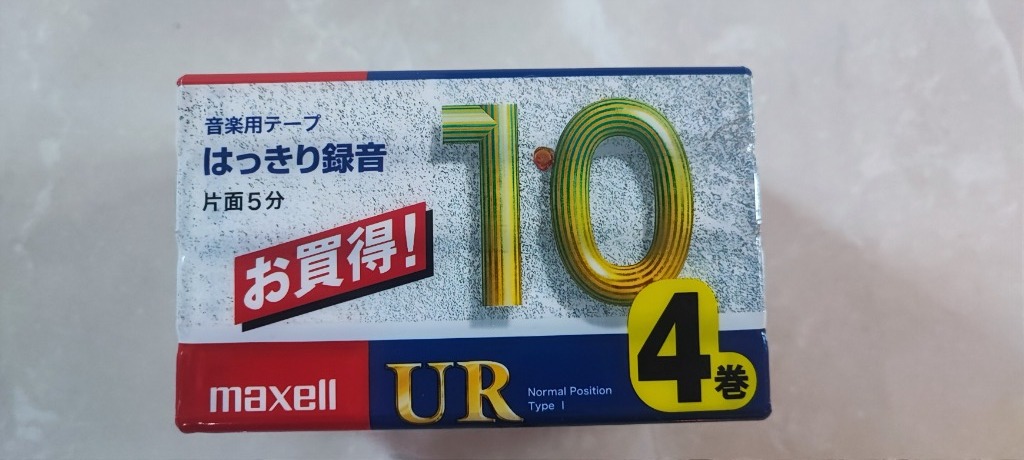 音楽用テープ
はっきり録音
片面5分
お買得!
10
4巻
maxell
UR
Normal Position
Type I